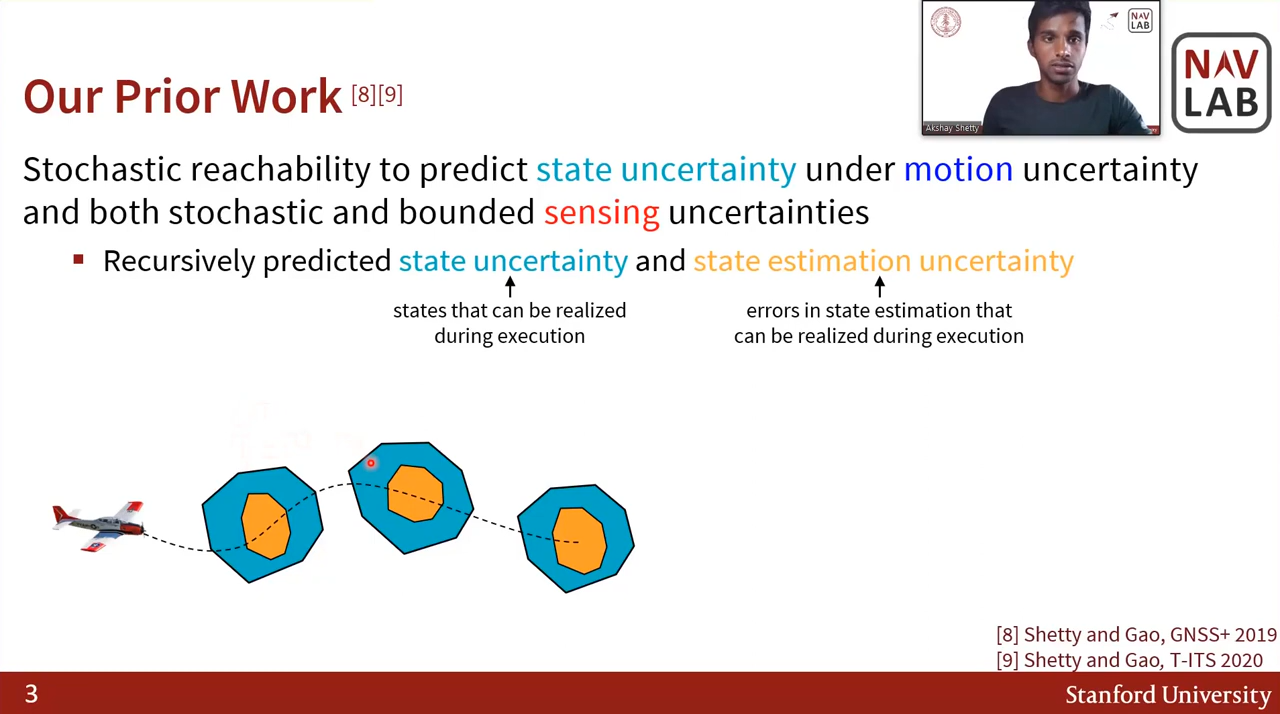 Our Prior Work [8][9]
Akshay Shetty
NAV
LAB
NAV
LAB
Stochastic reachability to predict state uncertainty under motion uncertainty
and both stochastic and bounded sensing uncertainties
Recursively predicted state uncertainty and state estimation uncertainty
states that can be realized
during execution
errors in state estimation that
can be realized during execution
[8] Shetty and Gao, GNSS+ 2019
[9] Shetty and Gao, T-ITS 2020
3
Stanford University